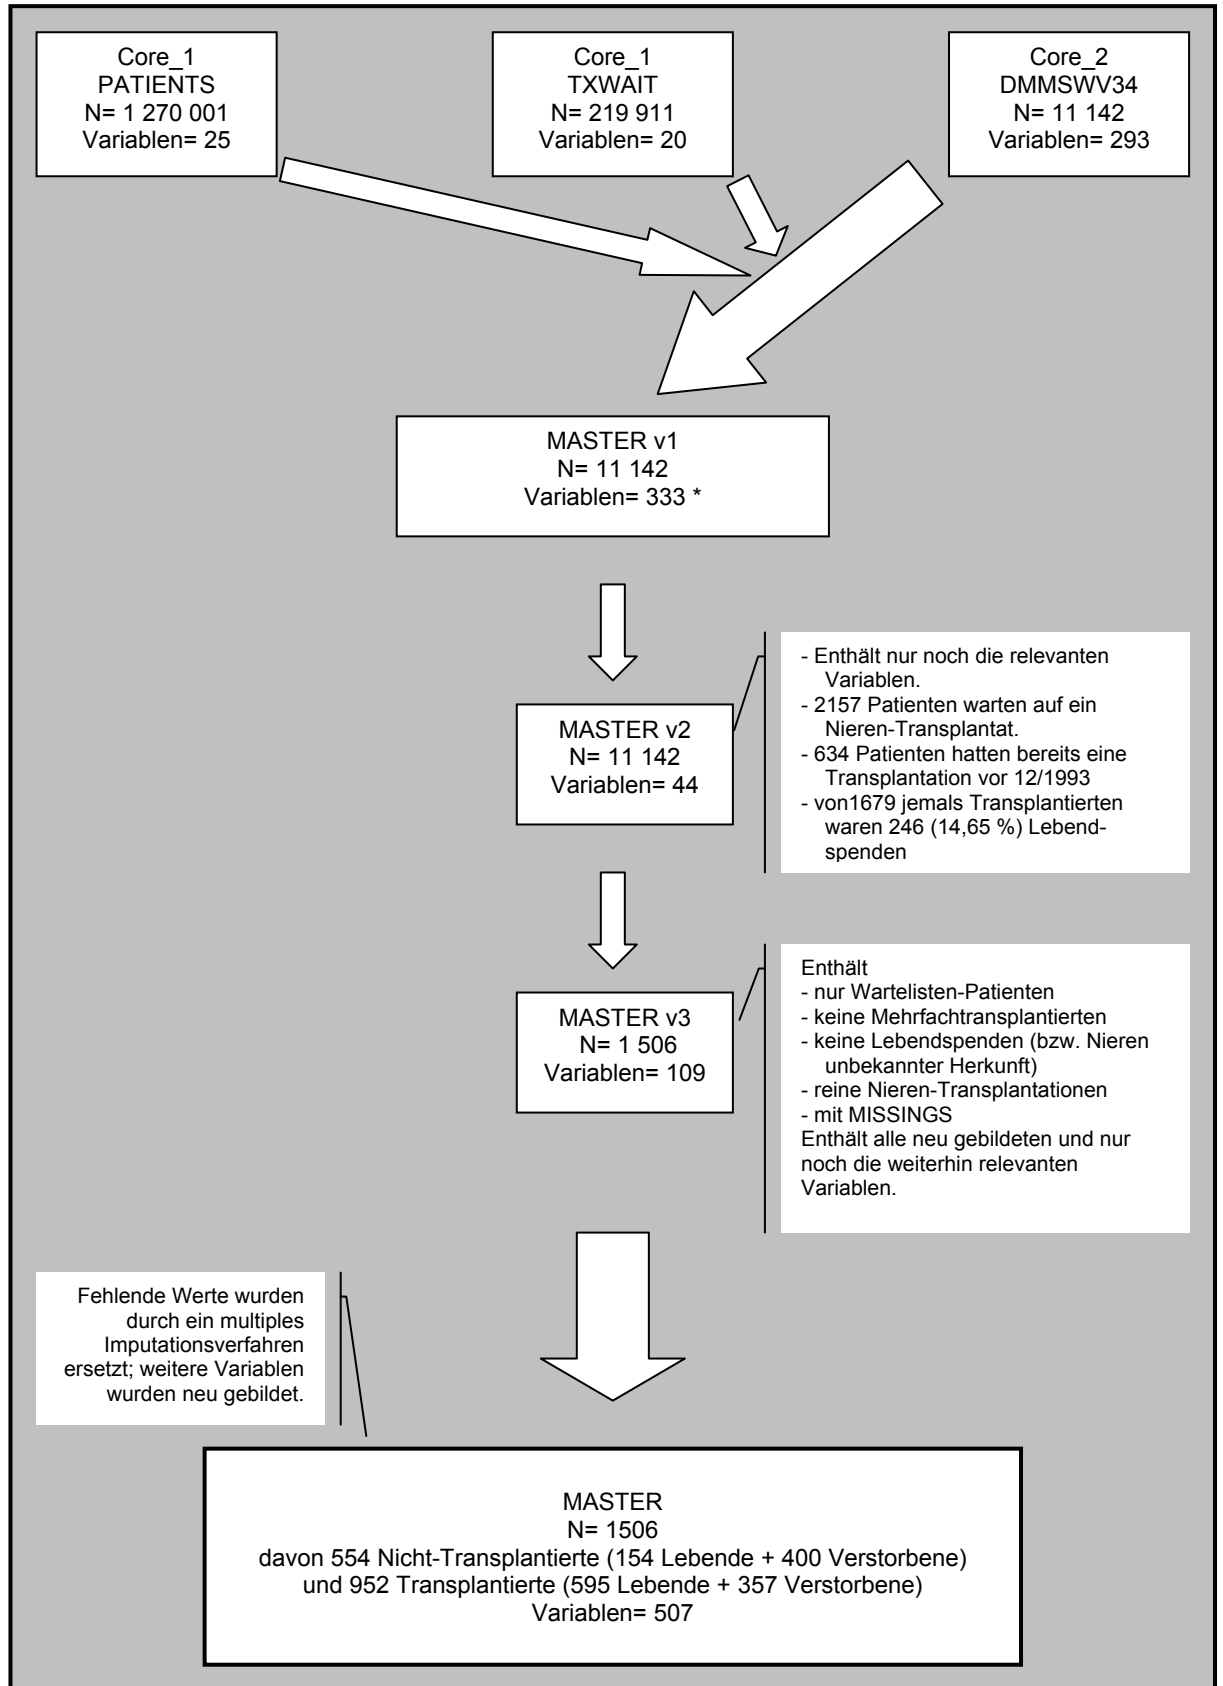 Core_1
PATIENTS
N= 1 270 001
Variablen= 25
Core_1
TXWAIT
N= 219 911
Variablen= 20
Core_2
DMMSWV34
N= 11 142
Variablen= 293
MASTER v1
N= 11 142
Variablen= 333 *
MASTER v2
N= 11 142
Variablen= 44
- Enthält nur noch die relevanten
Variablen.
- 2157 Patienten warten auf ein
Nieren-Transplantat.
- 634 Patienten hatten bereits eine
Transplantation vor 12/1993
- von1679 jemals Transplantierten
waren 246 (14,65 %) Lebend-
spenden
MASTER v3
N= 1 506
Variablen= 109
Enthält
- nur Wartelisten-Patienten
- keine Mehrfachtransplantierten
- keine Lebendspenden (bzw. Nieren
unbekannter Herkunft)
- reine Nieren-Transplantationen
- mit MISSINGS
Enthält alle neu gebildeten und nur
noch die weiterhin relevanten
Variablen.
Fehlende Werte wurden
durch ein multiples
Imputationsverfahren
ersetzt; weitere Variablen
wurden neu gebildet.
MASTER
N= 1506
davon 554 Nicht-Transplantierte (154 Lebende + 400 Verstorbene)
und 952 Transplantierte (595 Lebende + 357 Verstorbene)
Variablen= 507